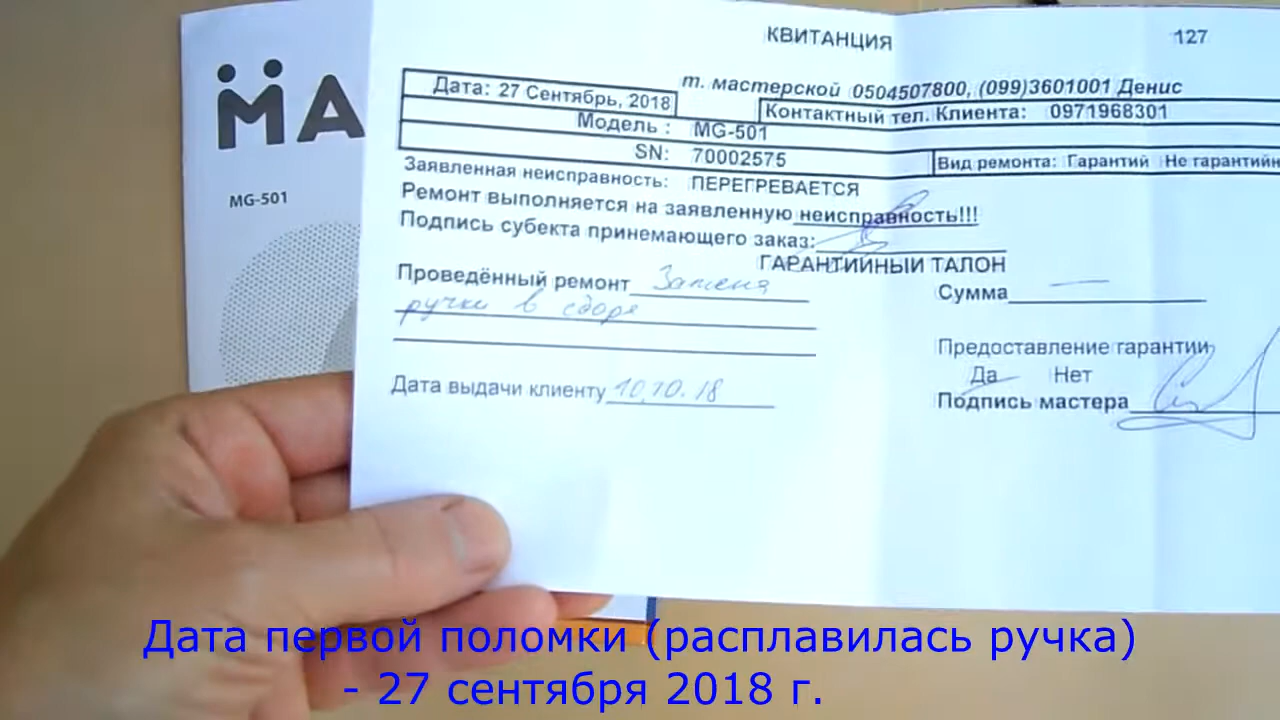 КВИТАНЦИЯ 127
т. мастерской 0504507800, (099)3601001 Денис
Дата: 27 Сентябрь, 2018
Контактный тел. Клиента: 0971968301
Модель : MG-501
SN: 70002575
Вид ремонта: Гарантий Не гарантийн
Заявленная неисправность: ПЕРЕГРЕВАЕТСЯ
Ремонт выполняется на заявленную неисправность!!!
Подпись субекта принемающего заказ:
ГАРАНТИЙНЫЙ ТАЛОН
Проведённый ремонт Замена
ручки в сборе
Сумма —
Предоставление гарантии
Да Нет
Дата выдачи клиенту 10.10.18
Подпись мастера
МА
MG-501
Дата первой поломки (расплавилась ручка)
- 27 сентября 2018 г.